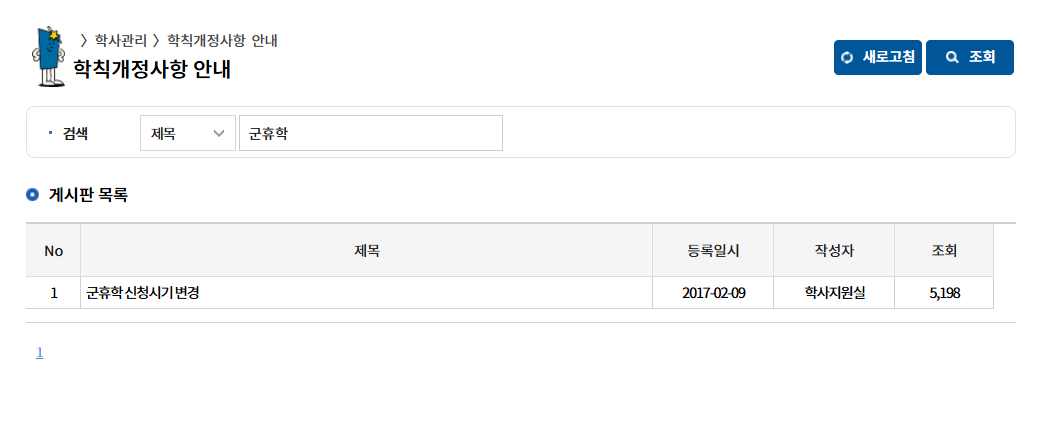 〉 학사관리 〉 학칙개정사항 안내
학칙개정사항 안내
새로고침 조회
검색 제목 군휴학
게시판 목록
No 제목 등록일시 작성자 조회
1 군휴학 신청시기 변경 2017-02-09 학사지원실 5,198
1